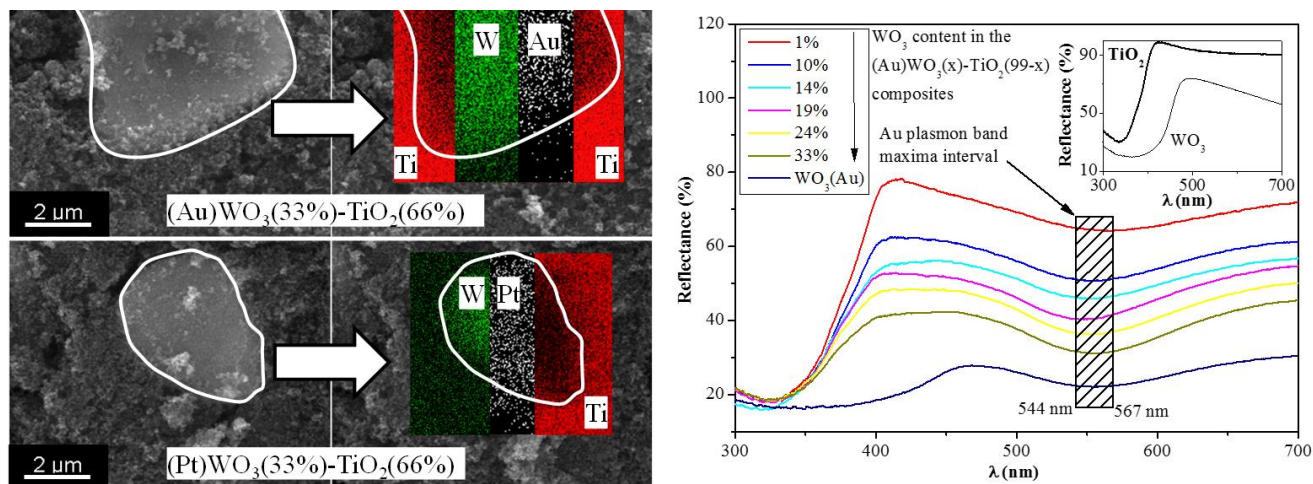 W
Au
Ti
Ti
2 μm
(Au)WO₃(33%)-TiO₂(66%)
W
Pt
Ti
2 μm
(Pt)WO₃(33%)-TiO₂(66%)
120
100
80
60
40
20
Reflectance (%)
300
400
500
600
700
λ (nm)
1%
10%
14%
19%
24%
33%
WO₃(Au)
WO₃ content in the
(Au)WO₃(x)-TiO₂(99-x)
composites
Au plasmon band
maxima interval
544 nm
567 nm
90
50
10
Reflectance (%)
TiO₂
WO₃
300
500
700
λ (nm)